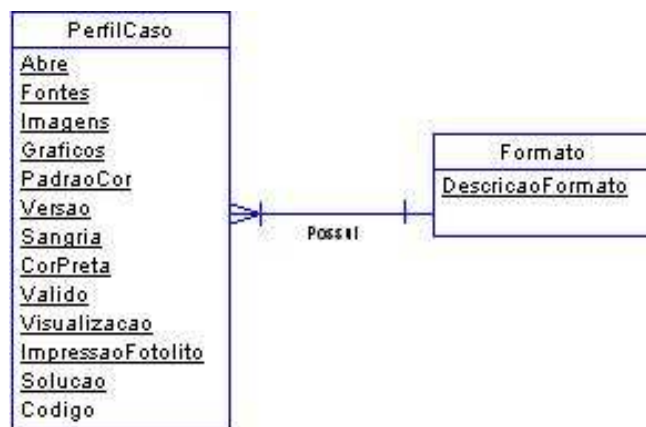 PerfilCaso
Abre
Fontes
Imagens
Graficos
PadraoCor
Versao
Sangria
CorPreta
Valido
Visualizacao
ImpressaoFotolito
Solucao
Codigo
Possui
Formato
DescricaoFormato